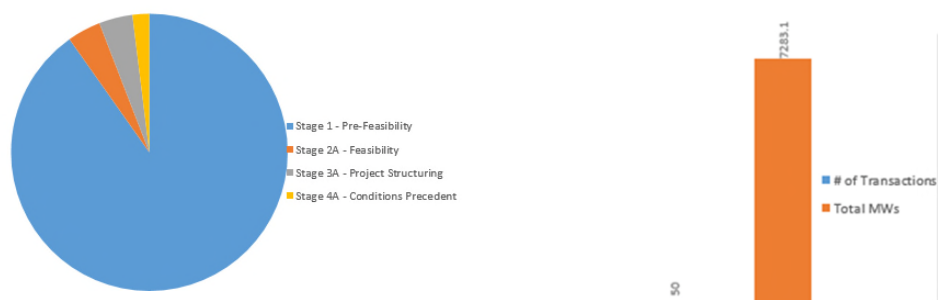 Stage 1 - Pre-Feasibility
Stage 2A - Feasibility
Stage 3A - Project Structuring
Stage 4A - Conditions Precedent
7283.1
50
# of Transactions
Total MWs